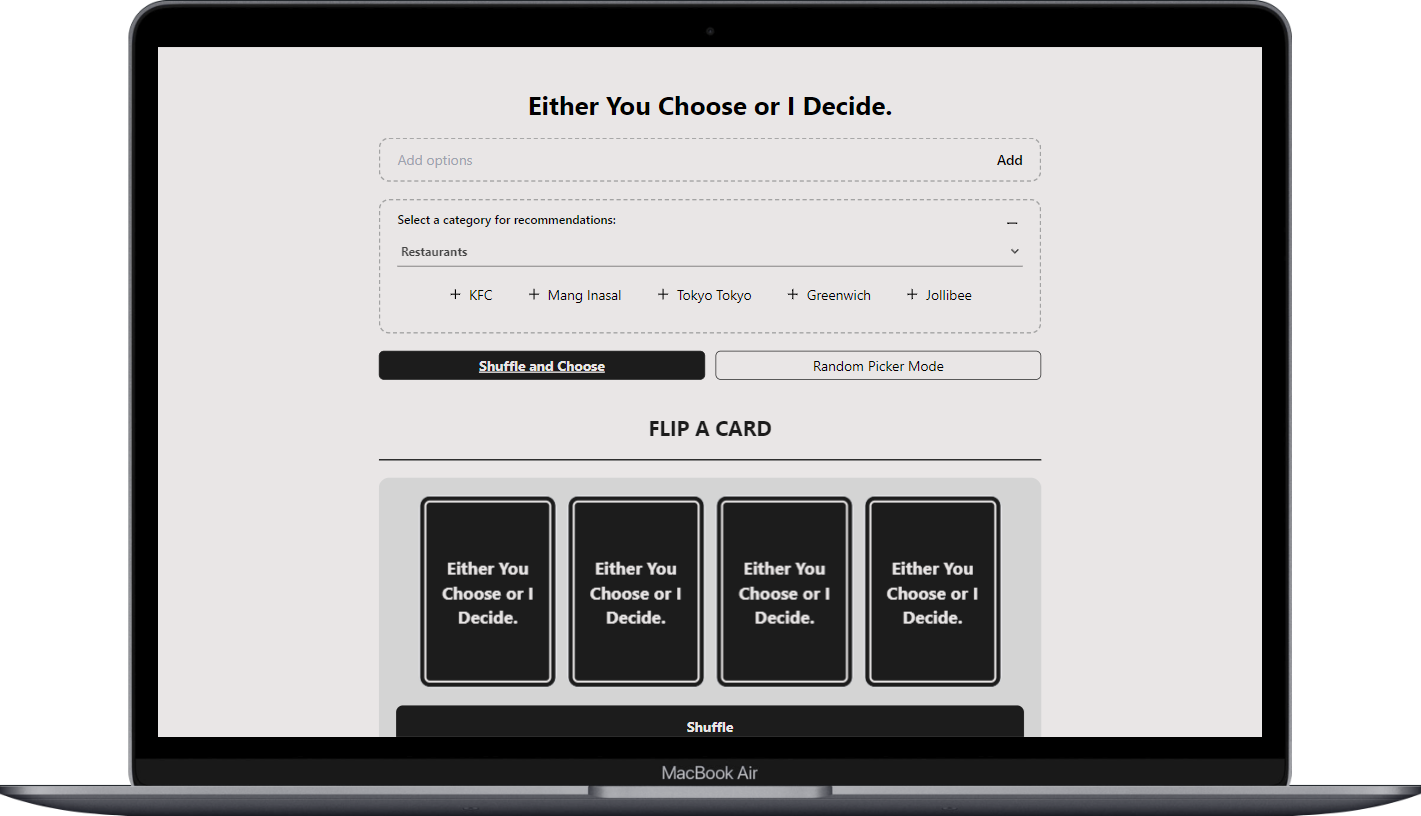 Either You Choose or I Decide.
Add options
Add
Select a category for recommendations:
Restaurants
KFC
Mang Inasal
Tokyo Tokyo
Greenwich
Jollibee
Shuffle and Choose
Random Picker Mode
FLIP A CARD
Either You
Choose or I
Decide.
Either You
Choose or I
Decide.
Either You
Choose or I
Decide.
Either You
Choose or I
Decide.
Shuffle
MacBook Air